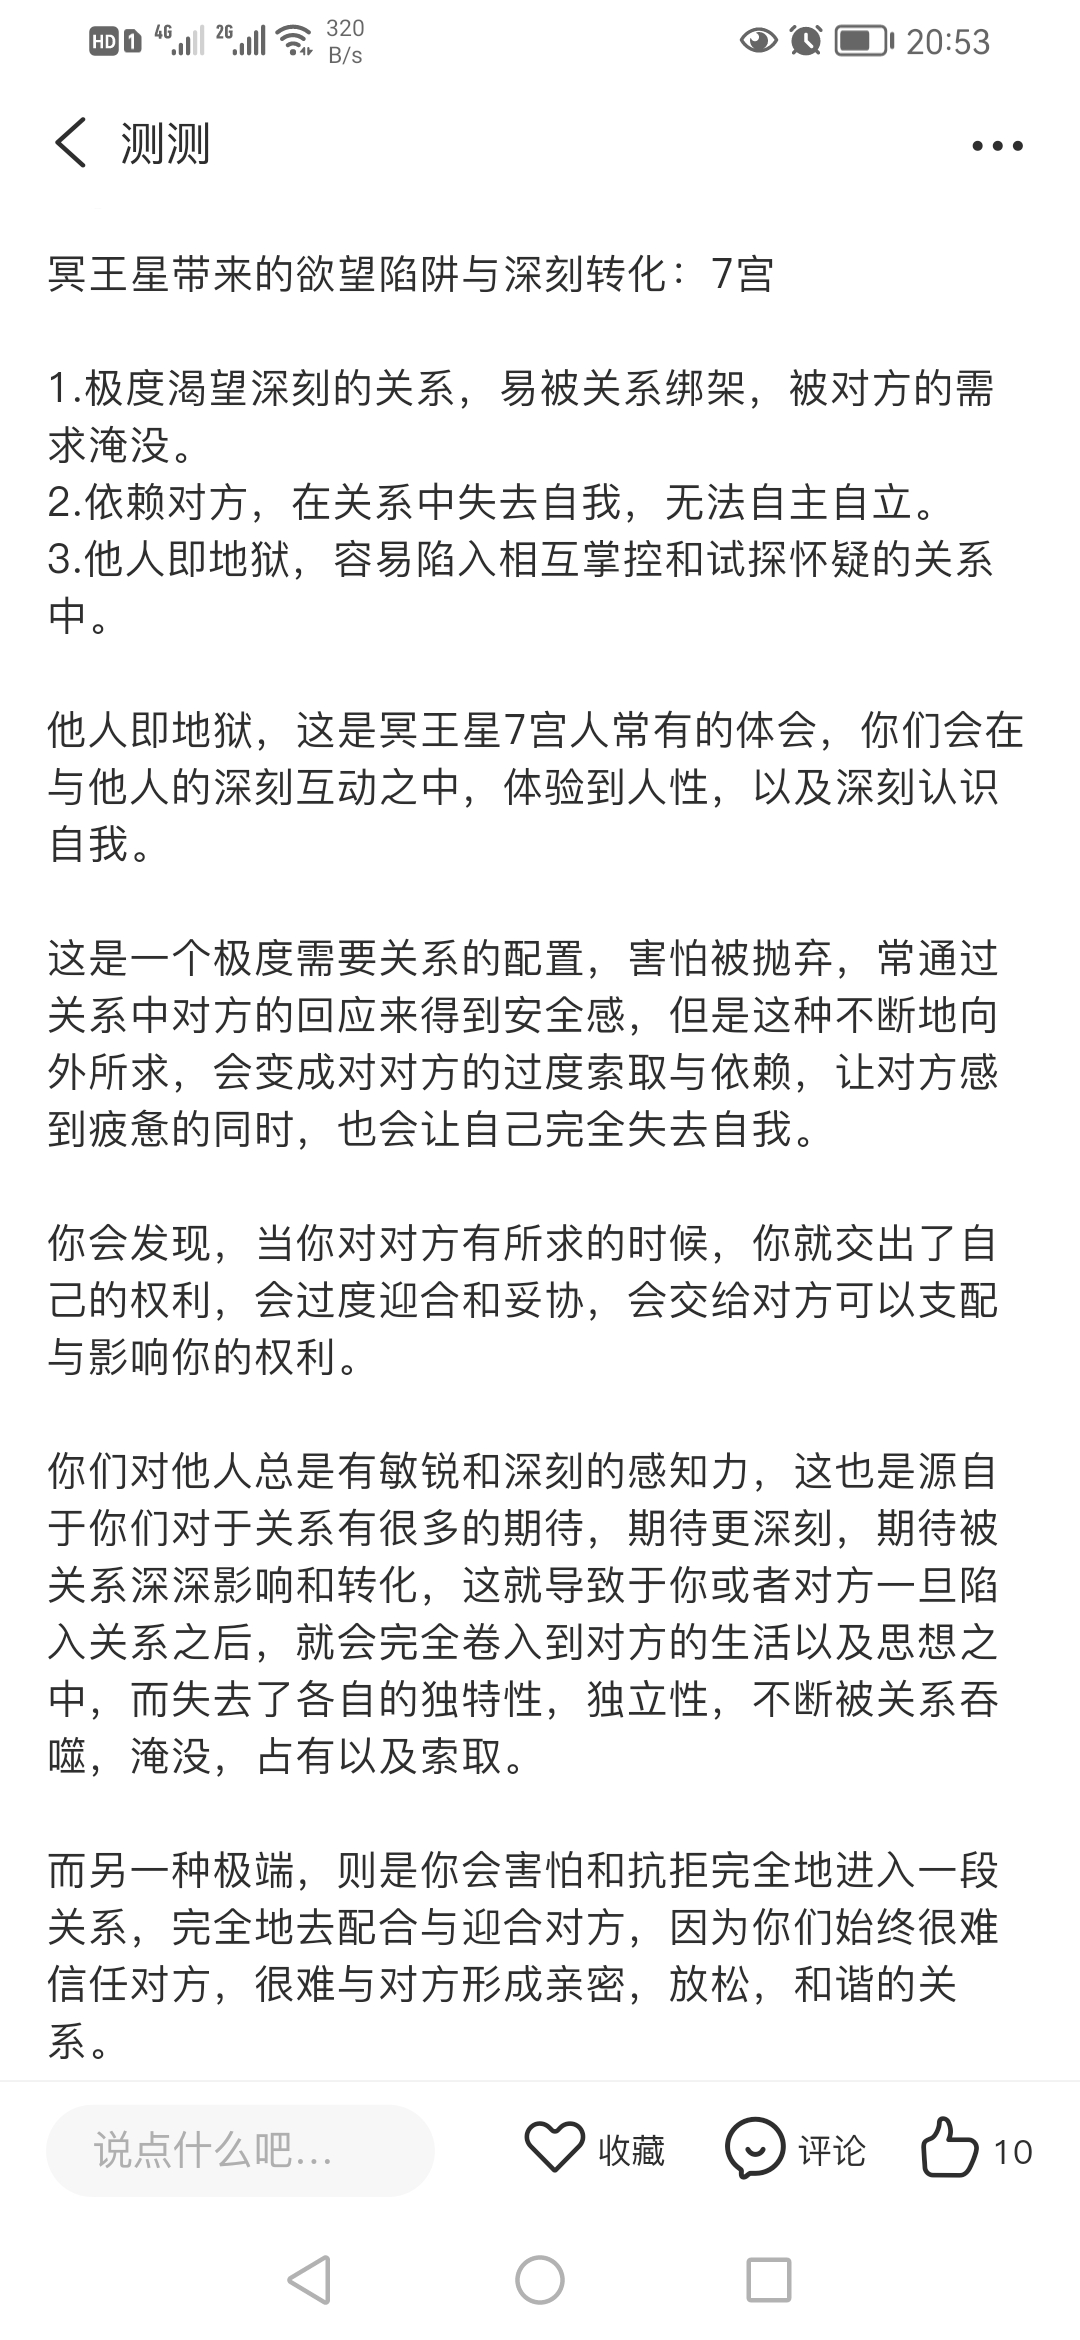 HD 1 4G 2G 320 B/s 20:53
测测
冥王星带来的欲望陷阱与深刻转化：7宫
1.极度渴望深刻的关系，易被关系绑架，被对方的需
求淹没。
2.依赖对方，在关系中失去自我，无法自主自立。
3.他人即地狱，容易陷入相互掌控和试探怀疑的关系
中。
他人即地狱，这是冥王星7宫人常有的体会，你们会在
与他人的深刻互动之中，体验到人性，以及深刻认识
自我。
这是一个极度需要关系的配置，害怕被抛弃，常通过
关系中对方的回应来得到安全感，但是这种不断地向
外所求，会变成对对方的过度索取与依赖，让对方感
到疲惫的同时，也会让自己完全失去自我。
你会发现，当你对对方有所求的时候，你就交出了自
己的权利，会过度迎合和妥协，会交给对方可以支配
与影响你的权利。
你们对他人总是有敏锐和深刻的感知力，这也是源自
于你们对于关系有很多的期待，期待更深刻，期待被
关系深深影响和转化，这就导致于你或者对方一旦陷
入关系之后，就会完全卷入到对方的生活以及思想之
中，而失去了各自的独特性，独立性，不断被关系吞
噬，淹没，占有以及索取。
而另一种极端，则是你会害怕和抗拒完全地进入一段
关系，完全地去配合与迎合对方，因为你们始终很难
信任对方，很难与对方形成亲密，放松，和谐的关
系。
说点什么吧... 收藏 评论 10